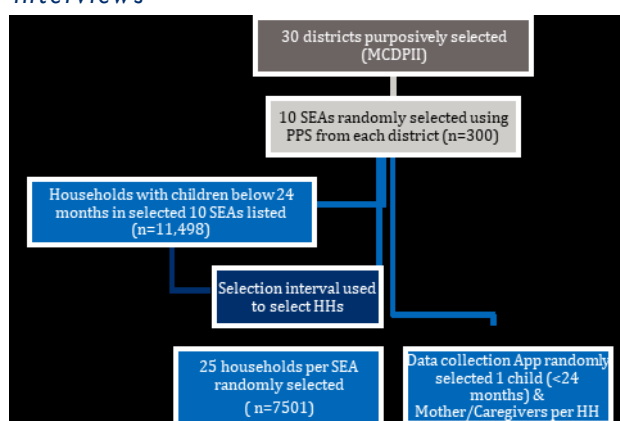 Interviews
30 districts purposively selected
(MCDPII)
10 SEAs randomly selected using
PPS from each district (n=300)
Households with children below 24
months in selected 10 SEAs listed
(n=11,498)
Selection interval used
to select HHs
25 households per SEA
randomly selected
( n=7501)
Data collection App randomly
selected 1 child (<24
months) &
Mother/Caregivers per HH